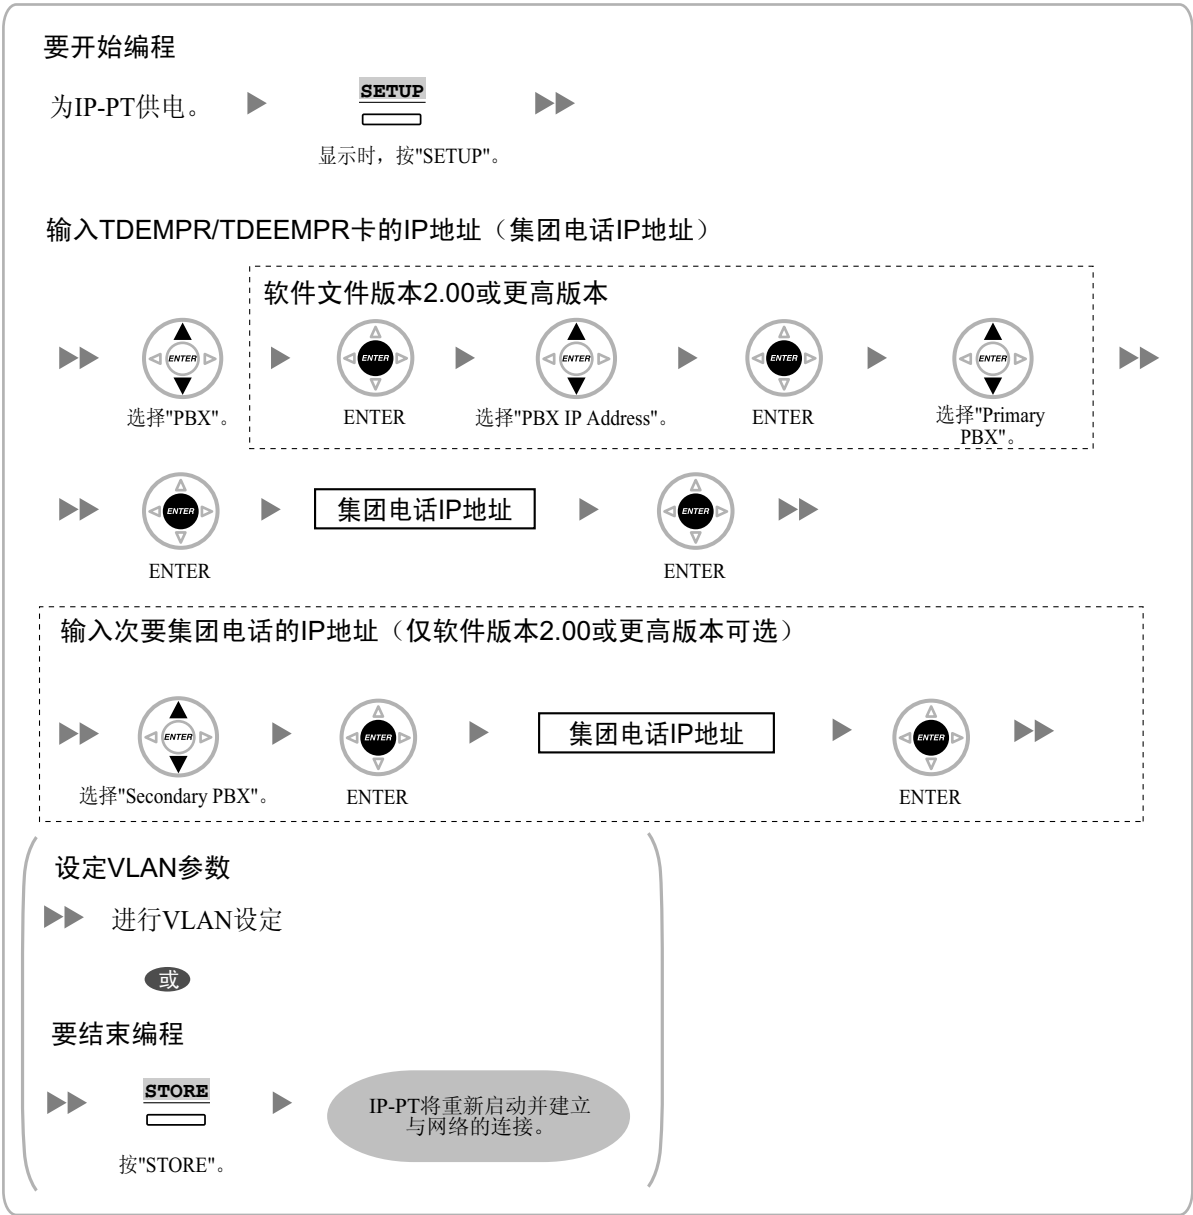 要开始编程
为IP-PT供电。
SETUP
显示时，按"SETUP"。
输入TDEMPR/TDEEMPR卡的IP地址（集团电话IP地址）
软件文件版本2.00或更高版本
ENTER
ENTER
ENTER
ENTER
ENTER
选择"PBX"。
ENTER
选择"PBX IP Address"。
ENTER
选择"Primary
PBX"。
ENTER
集团电话IP地址
ENTER
ENTER
ENTER
输入次要集团电话的IP地址（仅软件版本2.00或更高版本可选）
ENTER
ENTER
集团电话IP地址
ENTER
选择"Secondary PBX"。
ENTER
ENTER
设定VLAN参数
进行VLAN设定
或
要结束编程
STORE
IP-PT将重新启动并建立
与网络的连接。
按"STORE"。